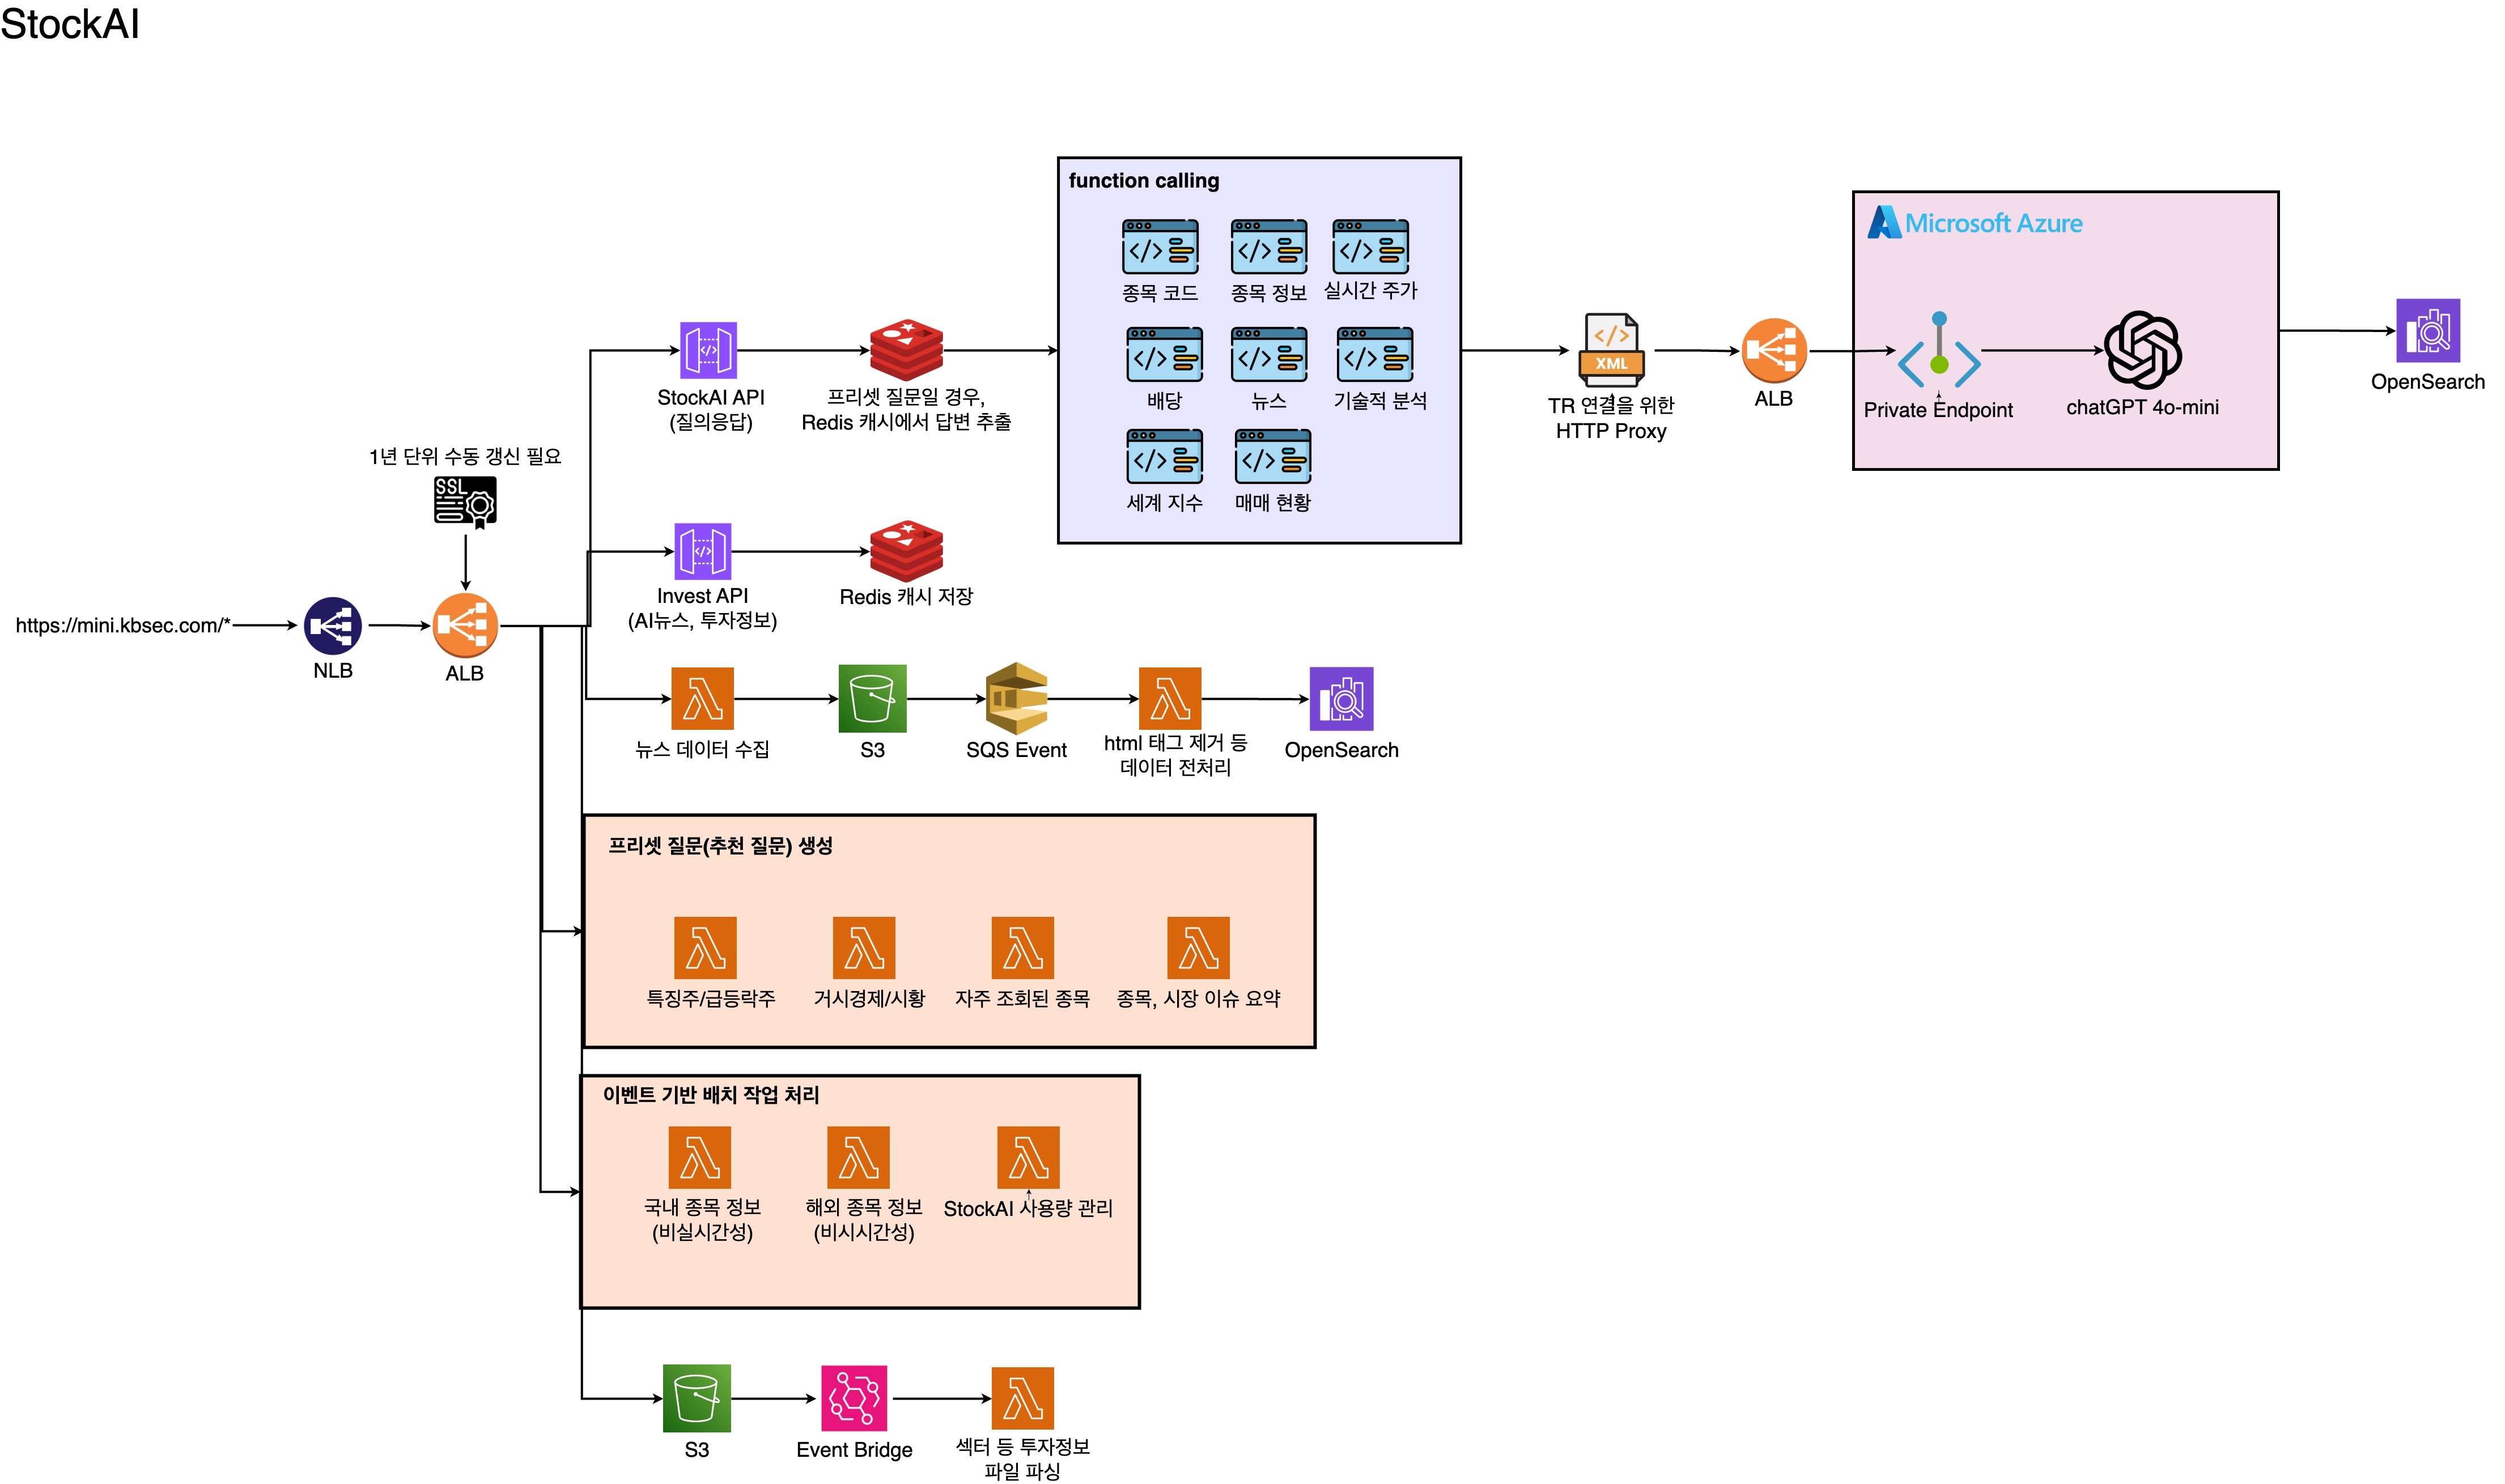 StockAI
function calling
종목 코드
종목 정보
실시간 주가
배당
뉴스
기술적 분석
세계 지수
매매 현황
Microsoft Azure
Private Endpoint
chatGPT 4o-mini
OpenSearch
XML
TR 연결을 위한
HTTP Proxy
ALB
StockAI API
(질의응답)
프리셋 질문일 경우,
Redis 캐시에서 답변 추출
1년 단위 수동 갱신 필요
SSL
Invest API
(AI뉴스, 투자정보)
Redis 캐시 저장
https://mini.kbsec.com/*
NLB
ALB
뉴스 데이터 수집
S3
SQS Event
html 태그 제거 등
데이터 전처리
OpenSearch
프리셋 질문(추천 질문) 생성
특징주/급등락주
거시경제/시황
자주 조회된 종목
종목, 시장 이슈 요약
이벤트 기반 배치 작업 처리
국내 종목 정보
(비실시간성)
해외 종목 정보
(비시시간성)
StockAI 사용량 관리
S3
Event Bridge
섹터 등 투자정보
파일 파싱